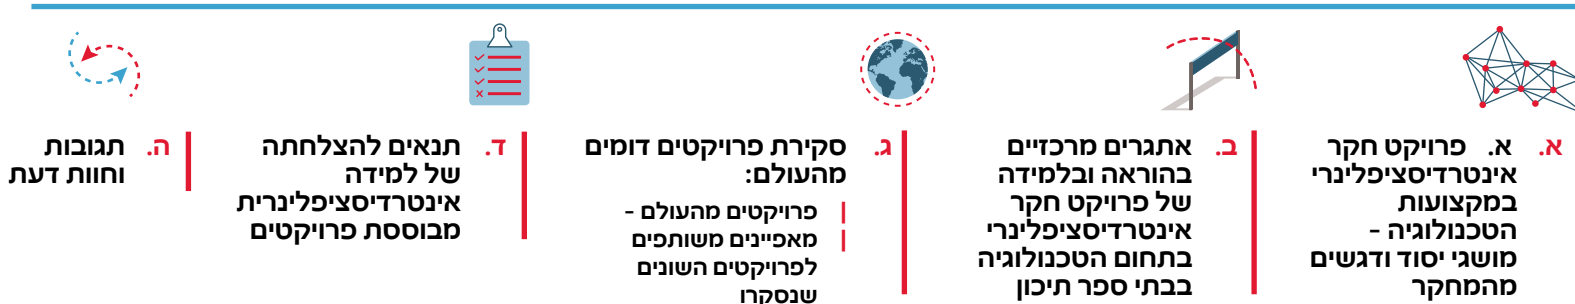 א. א. פרויקט חקר
אינטרדיסציפלינרי
במקצועות
הטכנולוגיה -
מושגי יסוד ודגשים
מהמחקר
ב. אתגרים מרכזיים
בהוראה ובלמידה
של פרויקט חקר
אינטרדיסציפלינרי
בתחום הטכנולוגיה
בבתי ספר תיכון
ג. סקירת פרויקטים דומים
מהעולם:
פרויקטים מהעולם -
מאפיינים משותפים
לפרויקטים השונים
שנסקרו
ד. תנאים להצלחתה
של למידה
אינטרדיסציפלינרית
מבוססת פרויקטים
ה. תגובות
וחוות דעת